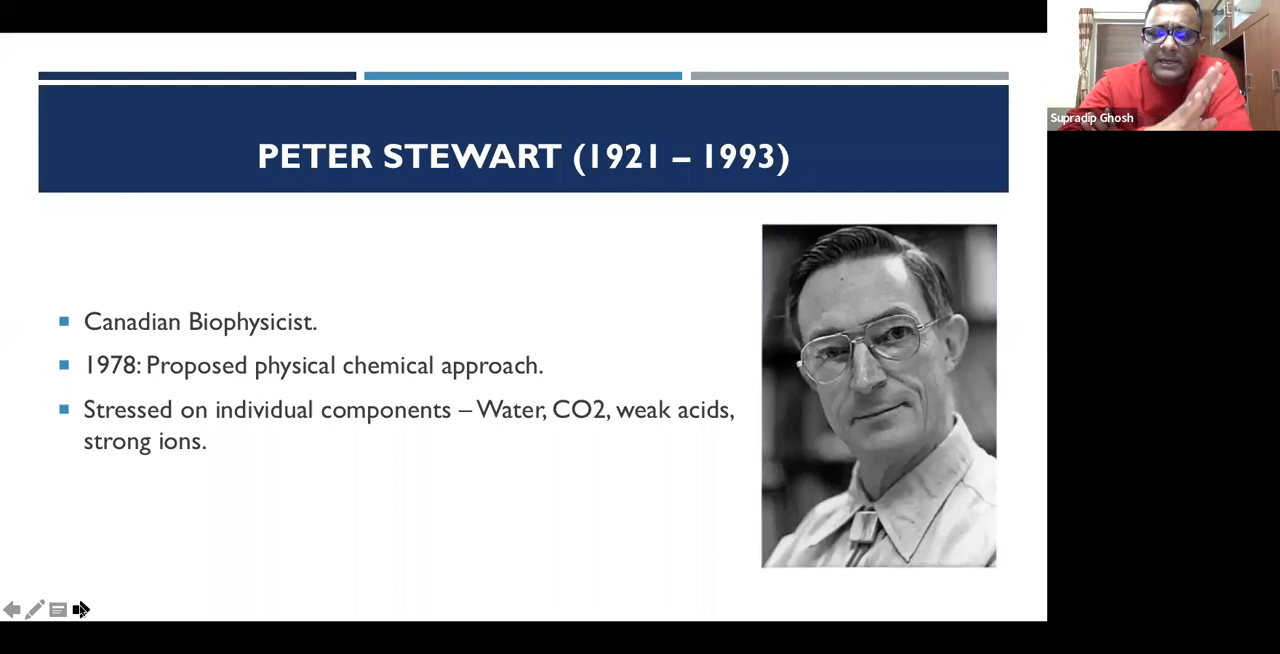 PETER STEWART (1921 – 1993)
Canadian Biophysicist.
1978: Proposed physical chemical approach.
Stressed on individual components – Water, CO2, weak acids,
strong ions.
Supradip Ghosh